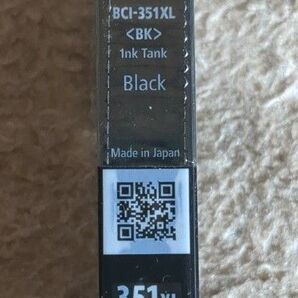 BCI-351XL
<BK>
Ink Tank
Black
Made in Japan
351XL